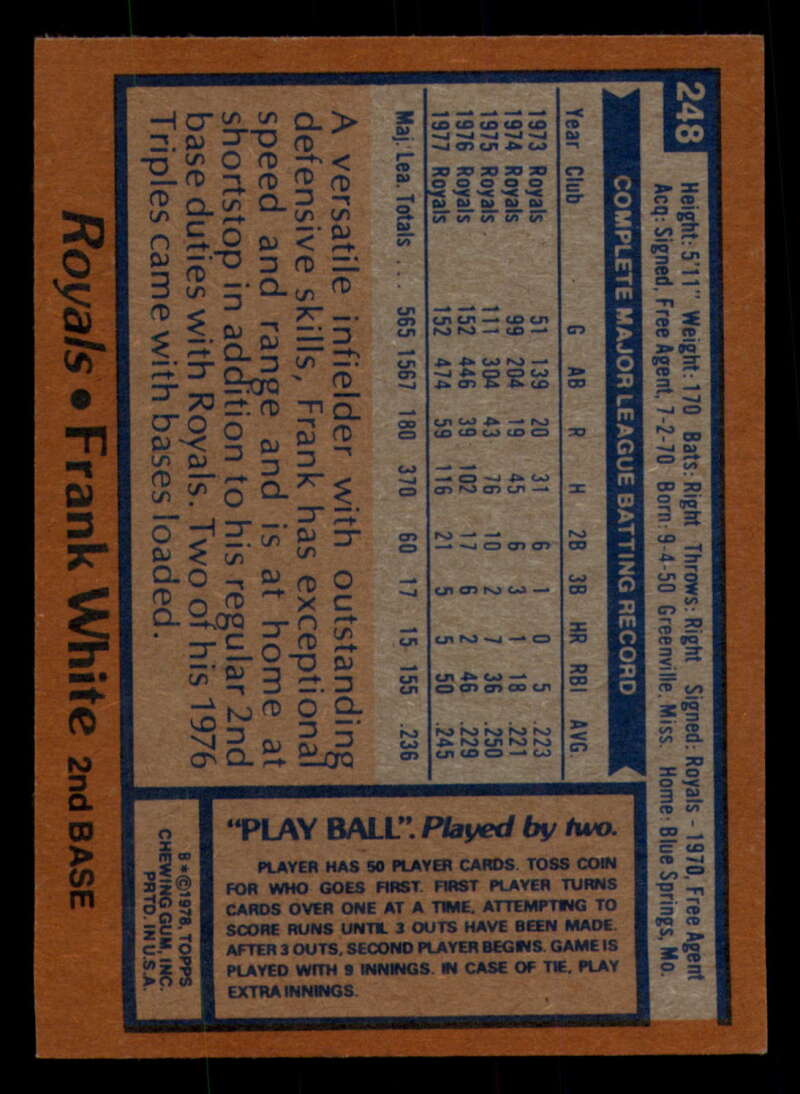 248
Height: 5'11" Weight: 170 Bats: Right Throws: Right Signed: Royals - 1970, Free Agent
Acq: Signed, Free Agent, 7-2-70 Born: 9-4-50 Greenville, Miss. Home: Blue Springs, Mo.
COMPLETE MAJOR LEAGUE BATTING RECORD
Year Club G AB R H 2B 3B HR RBI AVG
1973 Royals 51 139 20 31 6 1 0 5 .223
1974 Royals 99 204 19 45 6 3 1 18 .221
1975 Royals 111 304 43 76 10 2 7 36 .250
1976 Royals 152 446 39 102 17 6 2 46 .229
1977 Royals 152 474 59 116 21 5 5 50 .245
Maj. Lea. Totals ... 565 1567 180 370 60 17 15 155 .236
A versatile infielder with outstanding
defensive skills, Frank has exceptional
speed and range and is at home at
shortstop in addition to his regular 2nd
base duties with Royals. Two of his 1976
Triples came with bases loaded.
"PLAY BALL". Played by two.
PLAYER HAS 50 PLAYER CARDS. TOSS COIN
FOR WHO GOES FIRST. FIRST PLAYER TURNS
CARDS OVER ONE AT A TIME, ATTEMPTING TO
SCORE RUNS UNTIL 3 OUTS HAVE BEEN MADE.
AFTER 3 OUTS, SECOND PLAYER BEGINS. GAME IS
PLAYED WITH 9 INNINGS. IN CASE OF TIE, PLAY
EXTRA INNINGS.
B*©1978, TOPPS
CHEWING GUM, INC.
PRTD. IN U.S.A.
Royals • Frank White 2nd BASE